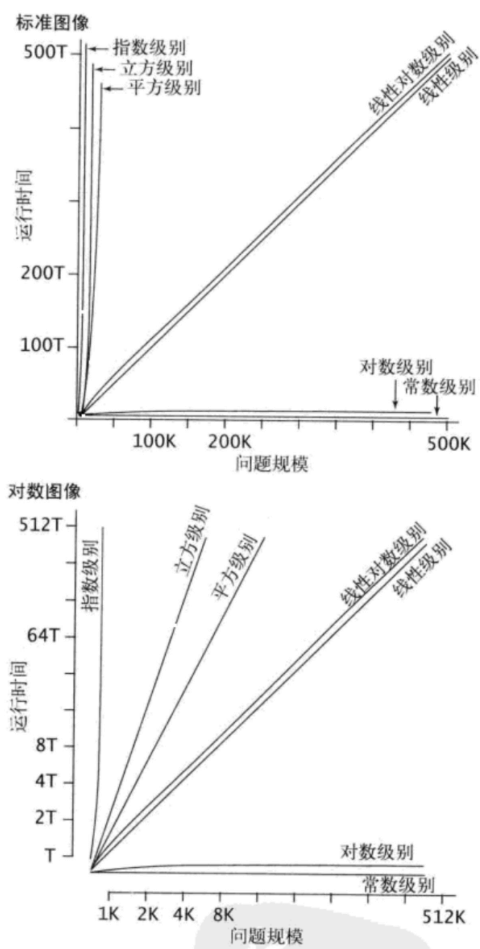 标准图像
500T
指数级别
立方级别
平方级别
线性对数级别
线性级别
运行时间
200T
100T
对数级别
常数级别
100K 200K 500K
问题规模
对数图像
512T
指数级别
立方级别
平方级别
线性对数级别
线性级别
64T
运行时间
8T
4T
2T
T
对数级别
常数级别
1K 2K 4K 8K 512K
问题规模